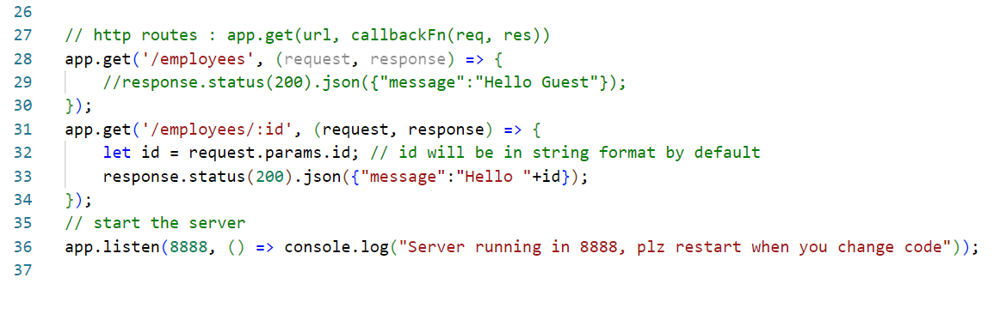 26
27 // http routes : app.get(url, callbackFn(req, res))
28 app.get('/employees', (request, response) => {
29     //response.status(200).json({"message":"Hello Guest"});
30 });
31 app.get('/employees/:id', (request, response) => {
32     let id = request.params.id; // id will be in string format by default
33     response.status(200).json({"message":"Hello "+id});
34 });
35 // start the server
36 app.listen(8888, () => console.log("Server running in 8888, plz restart when you change code"));
37